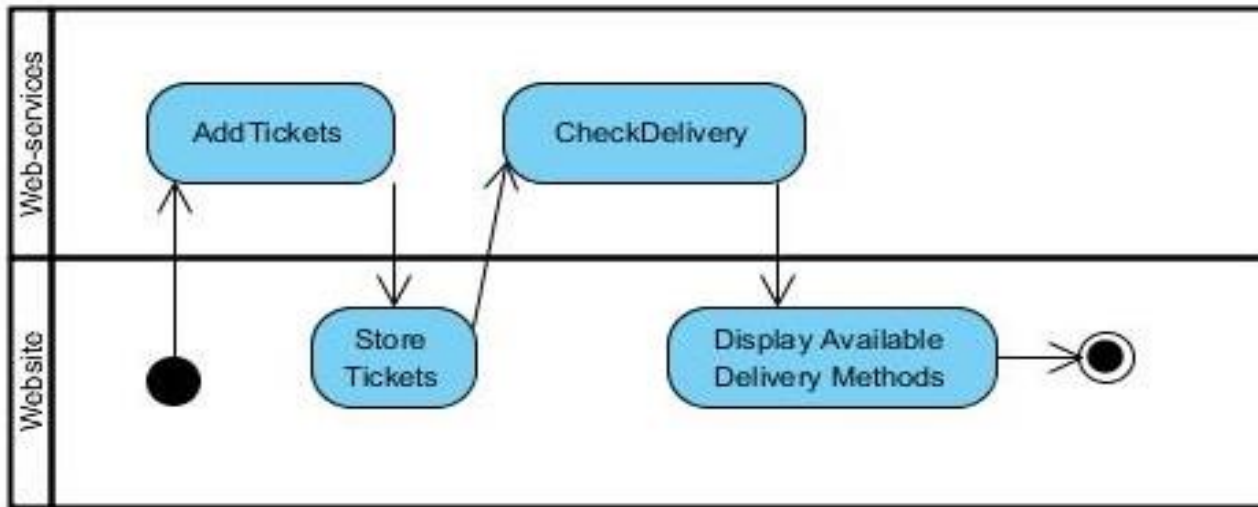 Web-services
AddTickets
CheckDelivery
Website
Store
Tickets
Display Available
Delivery Methods